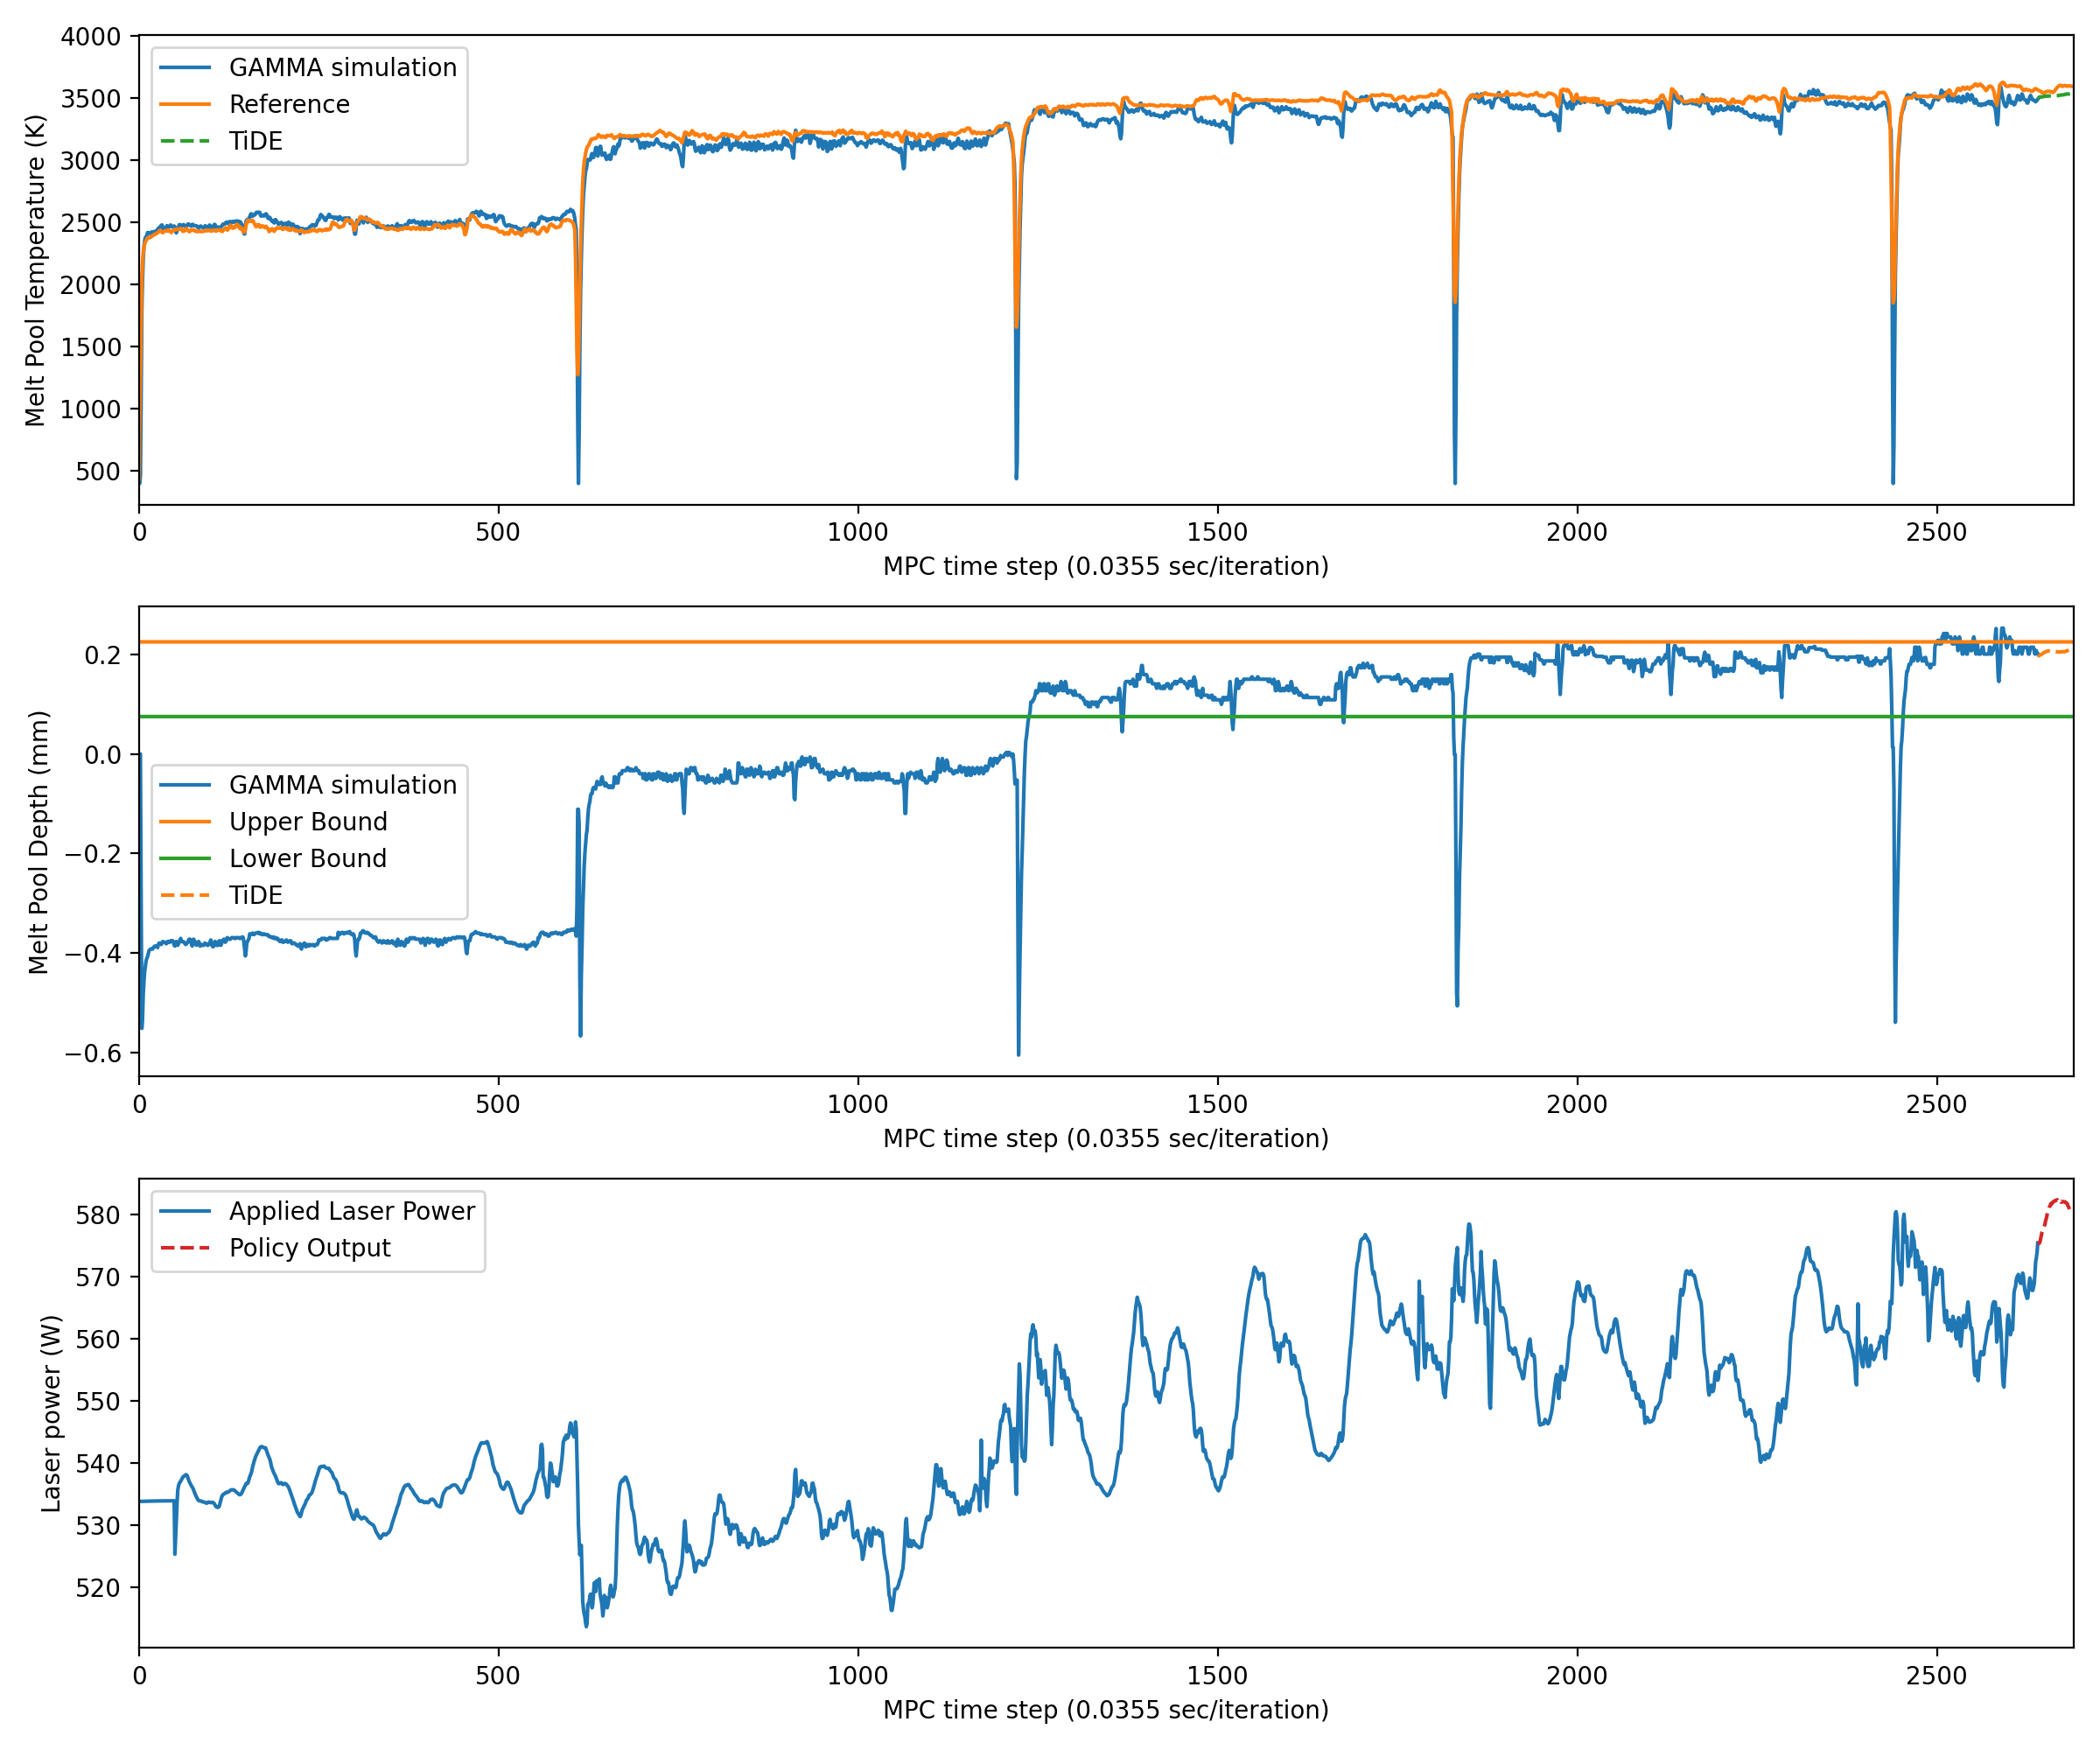 4000
3500
3000
2500
2000
1500
1000
500
Melt Pool Temperature (K)
GAMMA simulation
Reference
TiDE
0 500 1000 1500 2000 2500
MPC time step (0.0355 sec/iteration)
0.2
0.0
−0.2
−0.4
−0.6
Melt Pool Depth (mm)
GAMMA simulation
Upper Bound
Lower Bound
TiDE
0 500 1000 1500 2000 2500
MPC time step (0.0355 sec/iteration)
580
570
560
550
540
530
520
Laser power (W)
Applied Laser Power
Policy Output
0 500 1000 1500 2000 2500
MPC time step (0.0355 sec/iteration)